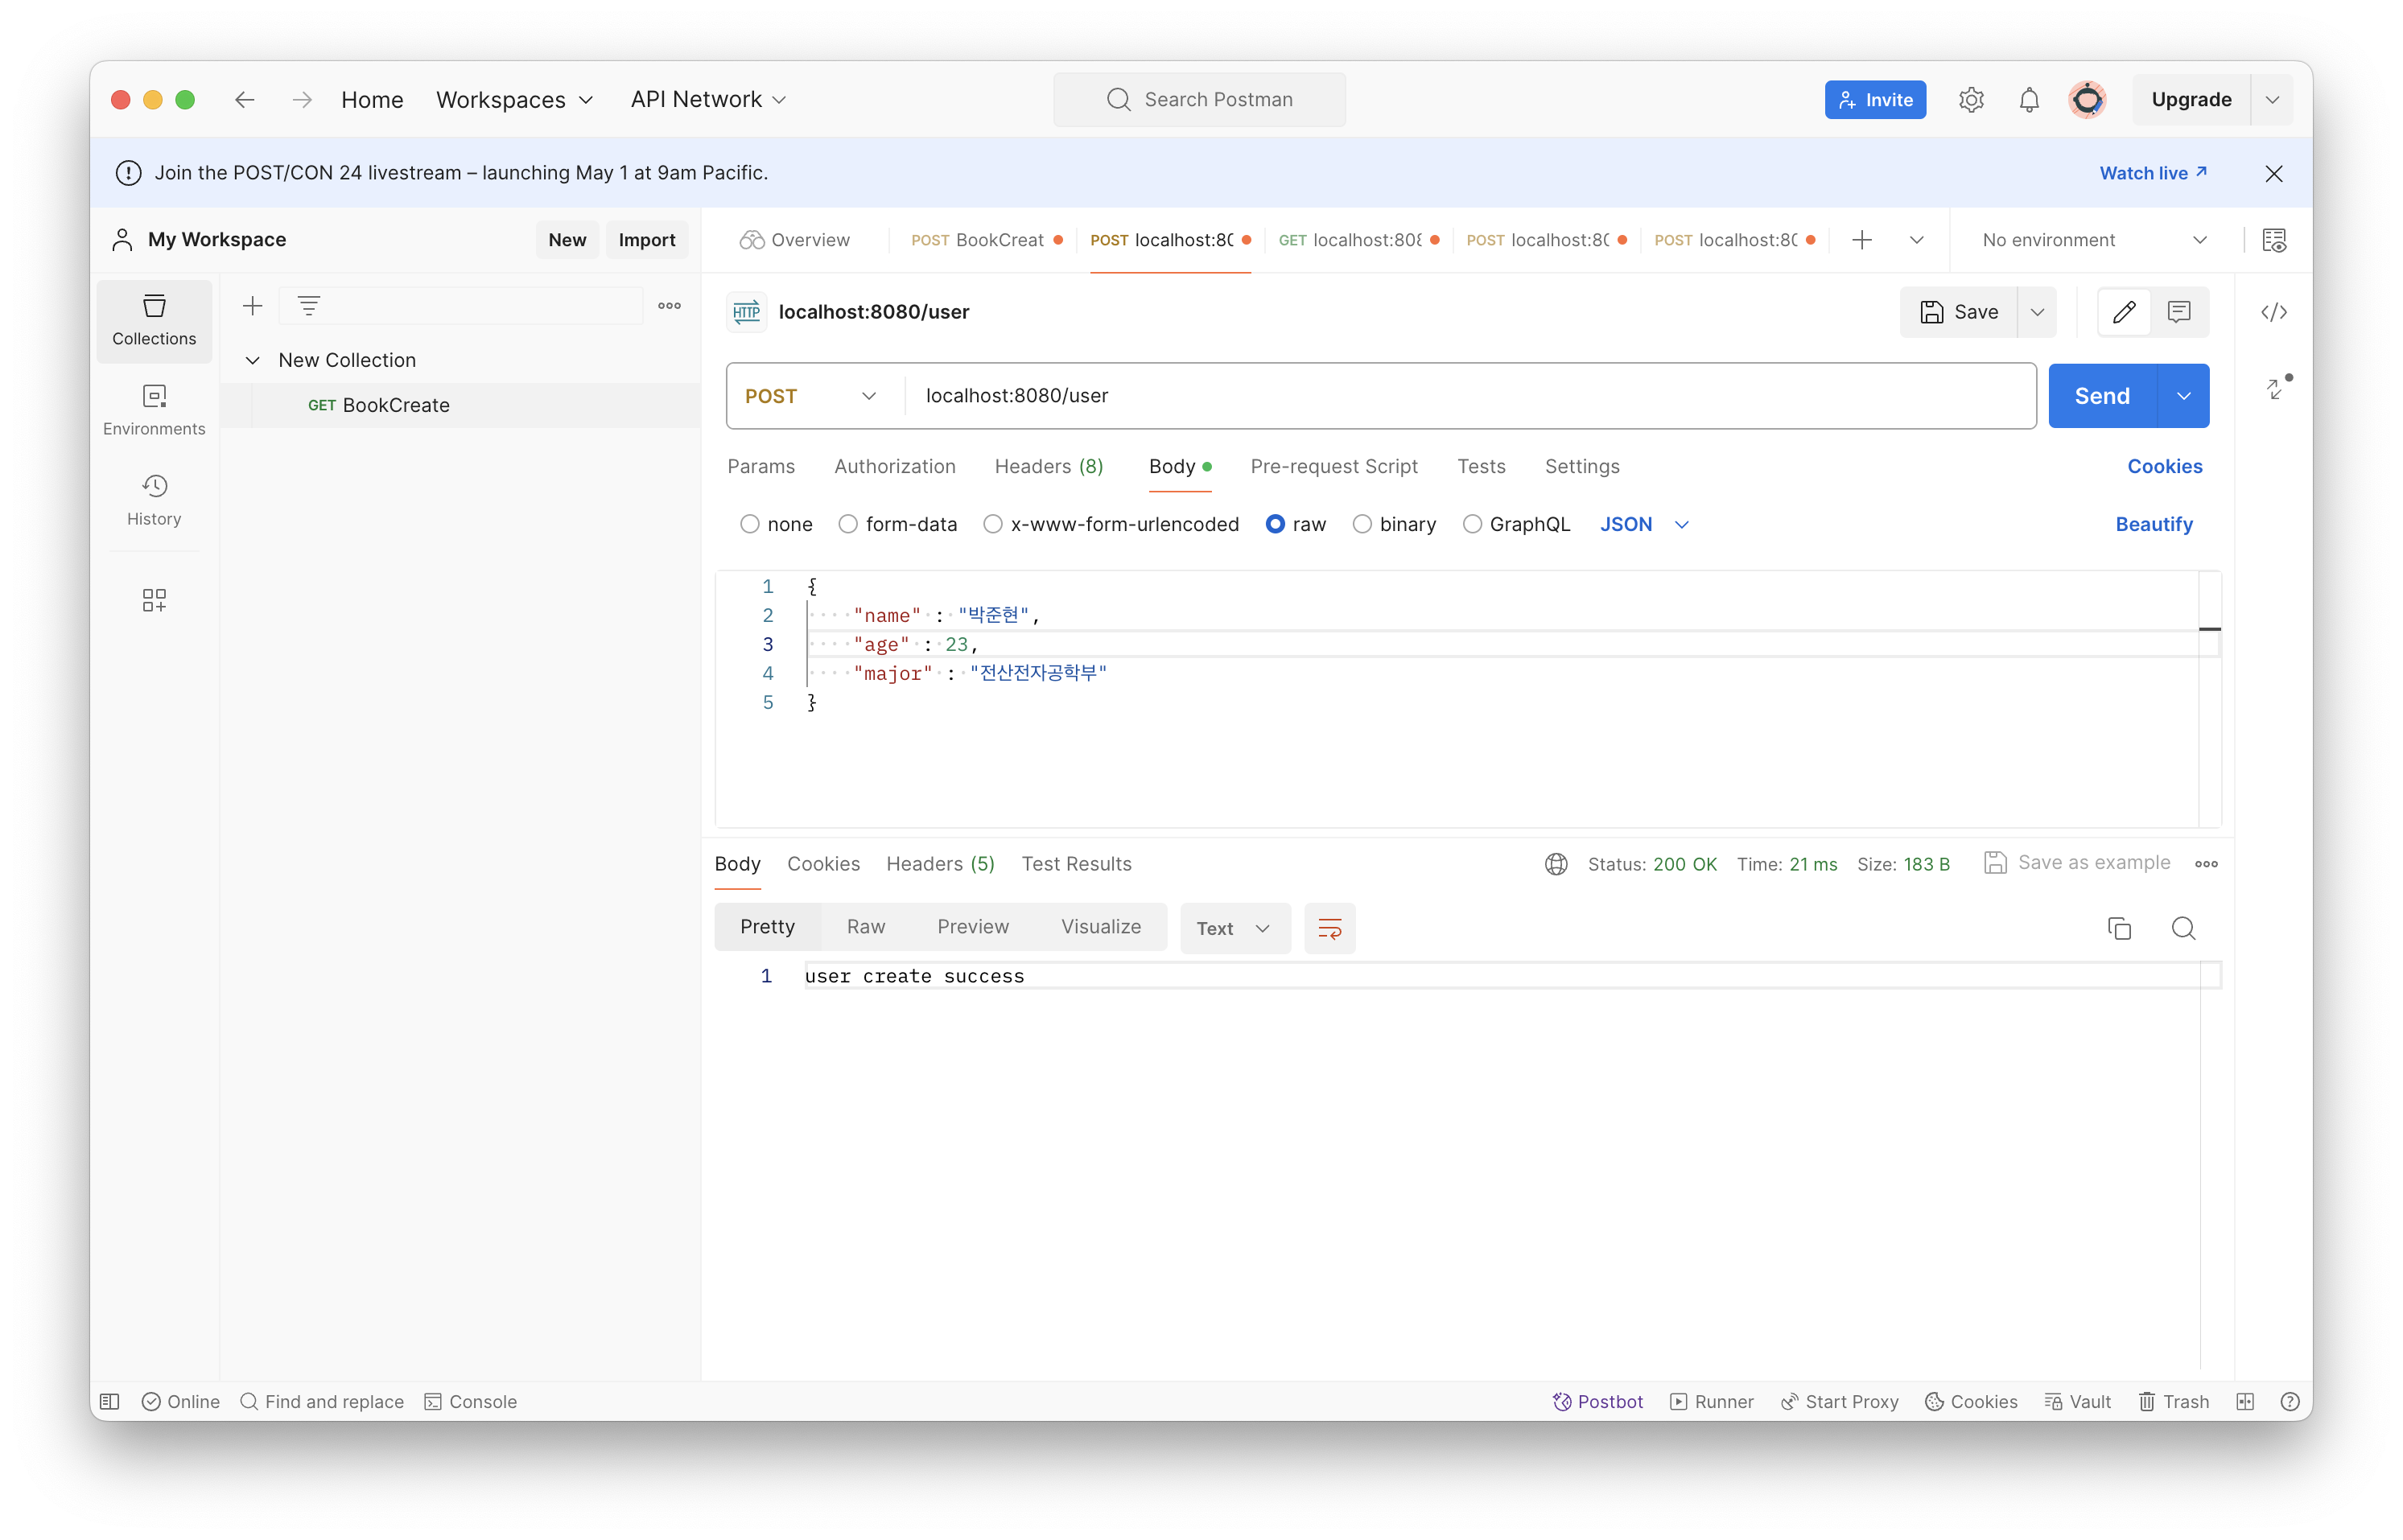 Home Workspaces API Network Search Postman Invite Upgrade
Join the POST/CON 24 livestream – launching May 1 at 9am Pacific. Watch live
My Workspace New Import
Overview POST BookCreat POST localhost:80 GET localhost:808 POST localhost:80 POST localhost:80 No environment
Collections
Environments
History
New Collection
GET BookCreate
HTTP localhost:8080/user Save
POST localhost:8080/user Send
Params Authorization Headers (8) Body Pre-request Script Tests Settings Cookies
none form-data x-www-form-urlencoded raw binary GraphQL JSON Beautify
1 {
2 "name" : "박준현",
3 "age" : 23,
4 "major" : "전산전자공학부"
5 }
Body Cookies Headers (5) Test Results Status: 200 OK Time: 21 ms Size: 183 B Save as example
Pretty Raw Preview Visualize Text
1 user create success
Online Find and replace Console Postbot Runner Start Proxy Cookies Vault Trash